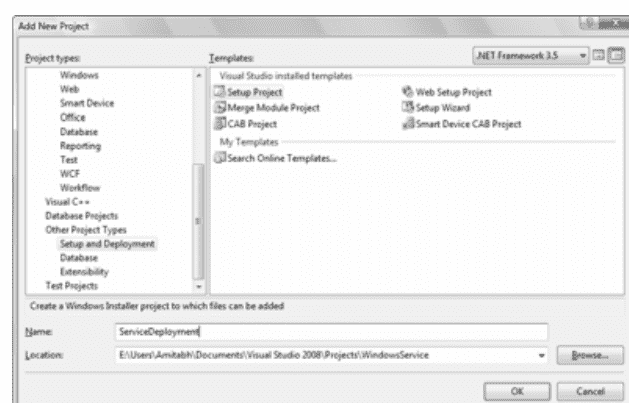 Add New Project
Project types:
Templates:
.NET Framework 3.5
Windows
Web
Smart Device
Office
Database
Reporting
Test
WCF
Workflow
Visual C++
Database Projects
Other Project Types
Setup and Deployment
Database
Extensibility
Test Projects
Visual Studio installed templates
Setup Project
Web Setup Project
Merge Module Project
Setup Wizard
CAB Project
Smart Device CAB Project
My Templates
Search Online Templates...
Create a Windows Installer project to which files can be added
Name:
ServiceDeployment
Location:
E:\Users\Amitabh\Documents\Visual Studio 2008\Projects\WindowsService
Browse...
OK
Cancel